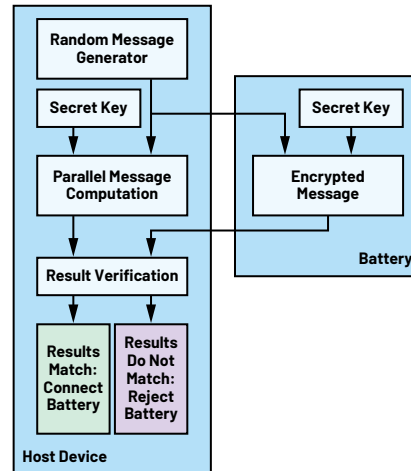 Random Message
Generator
Secret Key
Secret Key
Parallel Message
Computation
Encrypted
Message
Battery
Result Verification
Results
Match:
Connect
Battery
Results
Do Not
Match:
Reject
Battery
Host Device